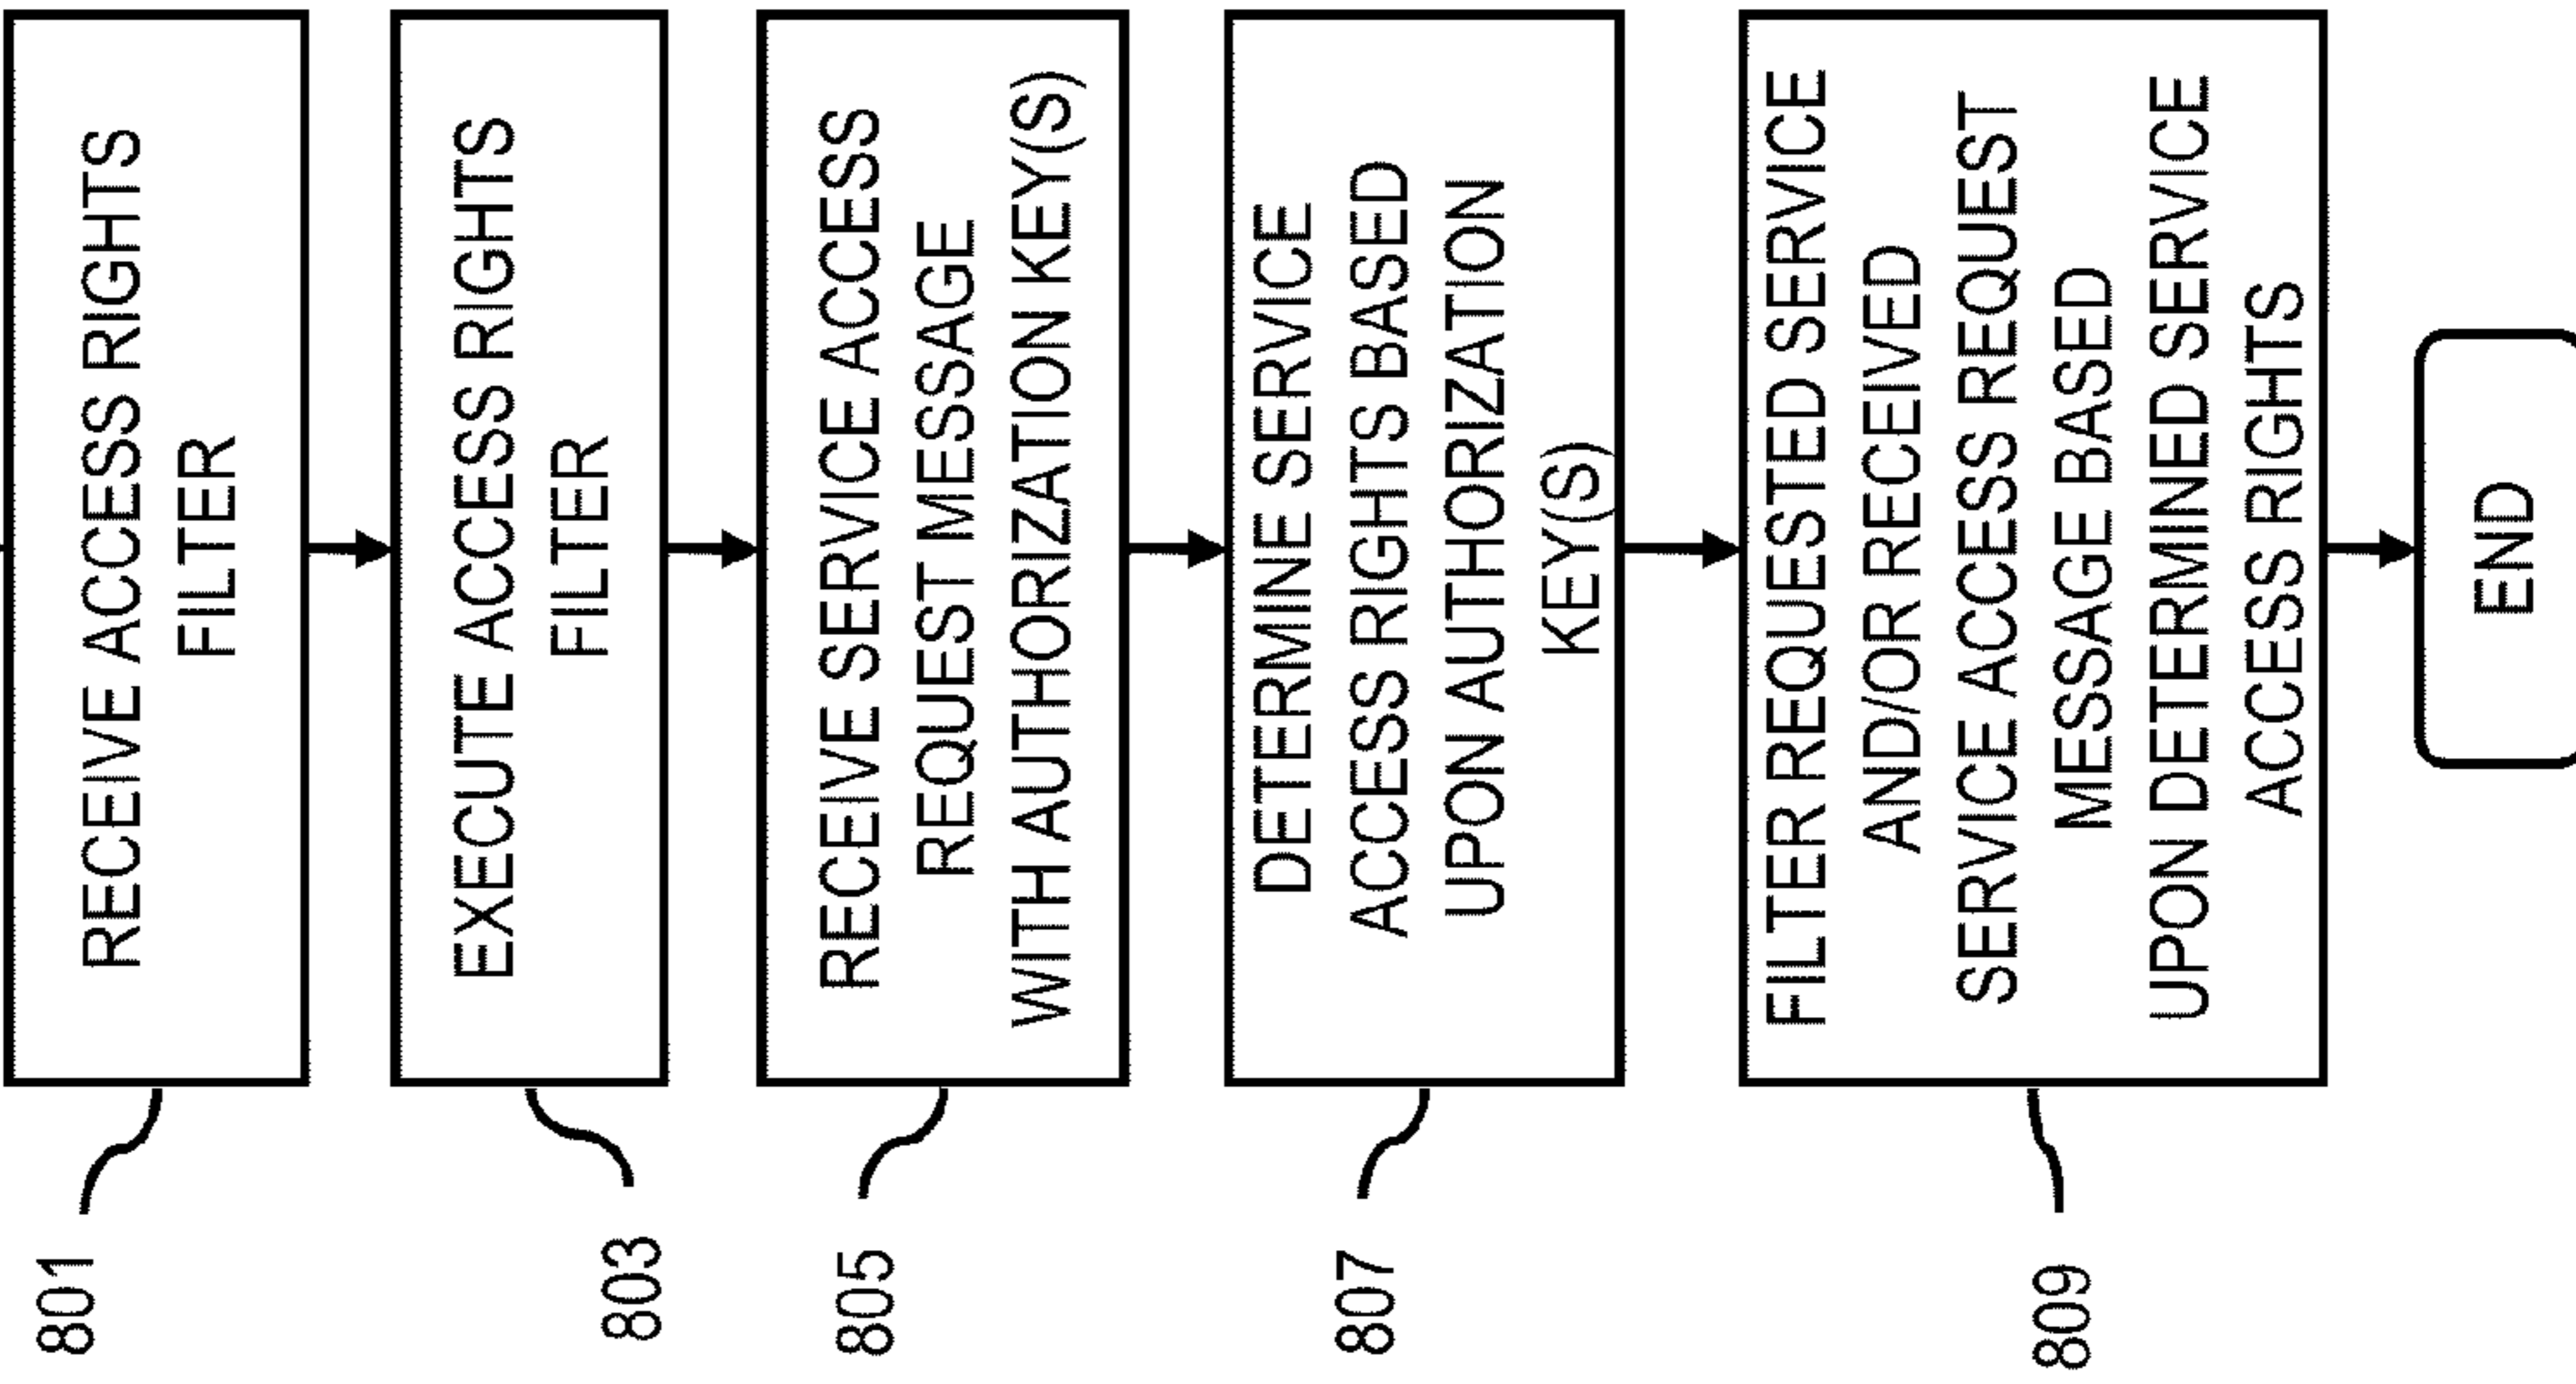 801
RECEIVE ACCESS RIGHTS
FILTER
803
EXECUTE ACCESS RIGHTS
FILTER
805
RECEIVE SERVICE ACCESS
REQUEST MESSAGE
WITH AUTHORIZATION KEY(S)
807
DETERMINE SERVICE
ACCESS RIGHTS BASED
UPON AUTHORIZATION
KEY(S)
809
FILTER REQUESTED SERVICE
AND/OR RECEIVED
SERVICE ACCESS REQUEST
MESSAGE BASED
UPON DETERMINED SERVICE
ACCESS RIGHTS
END